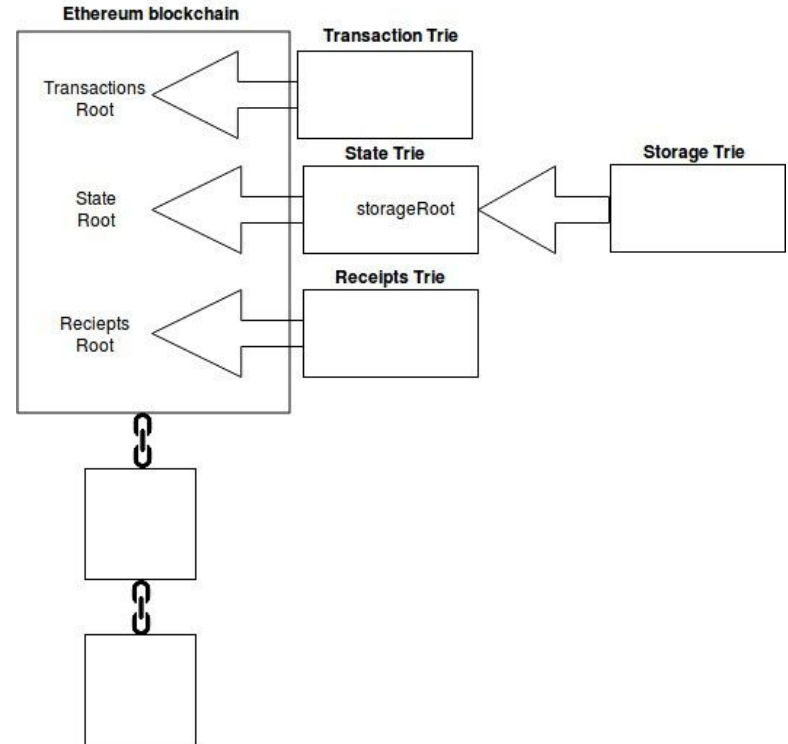 Ethereum blockchain
Transaction Trie
Transactions
Root
State Trie
Storage Trie
State
Root
storageRoot
Receipts Trie
Reciepts
Root